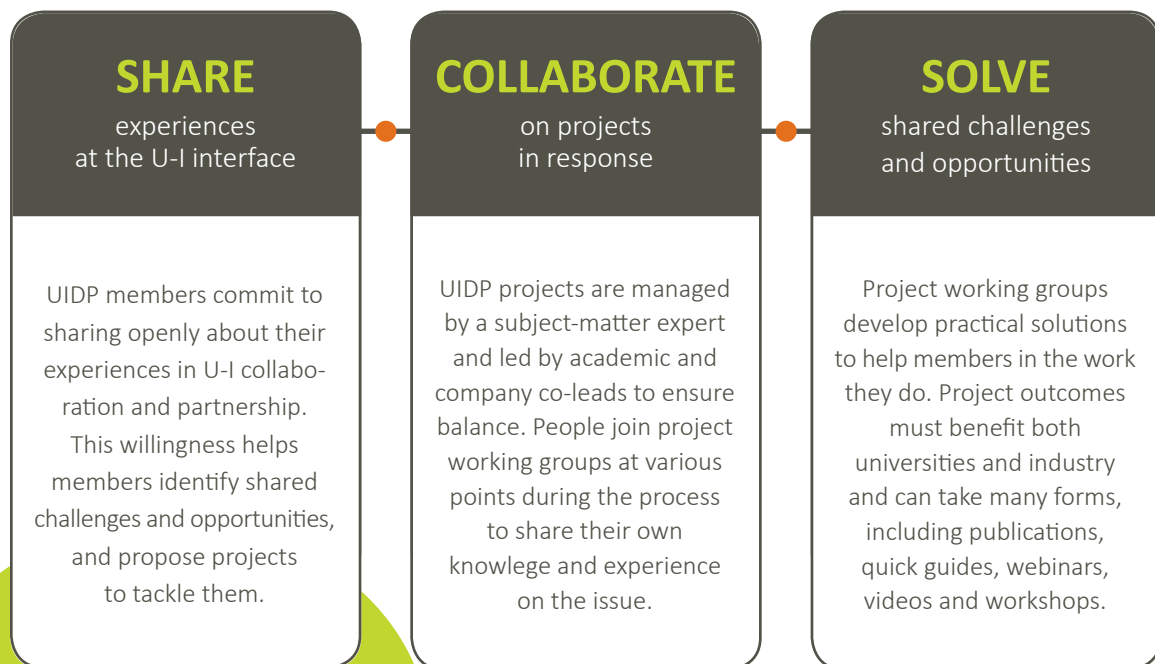 SHARE
experiences
at the U-I interface
UIDP members commit to
sharing openly about their
experiences in U-I collabo-
ration and partnership.
This willingness helps
members identify shared
challenges and opportunities,
and propose projects
to tackle them.
COLLABORATE
on projects
in response
UIDP projects are managed
by a subject-matter expert
and led by academic and
company co-leads to ensure
balance. People join project
working groups at various
points during the process
to share their own
knowlege and experience
on the issue.
SOLVE
shared challenges
and opportunities
Project working groups
develop practical solutions
to help members in the work
they do. Project outcomes
must benefit both
universities and industry
and can take many forms,
including publications,
quick guides, webinars,
videos and workshops.